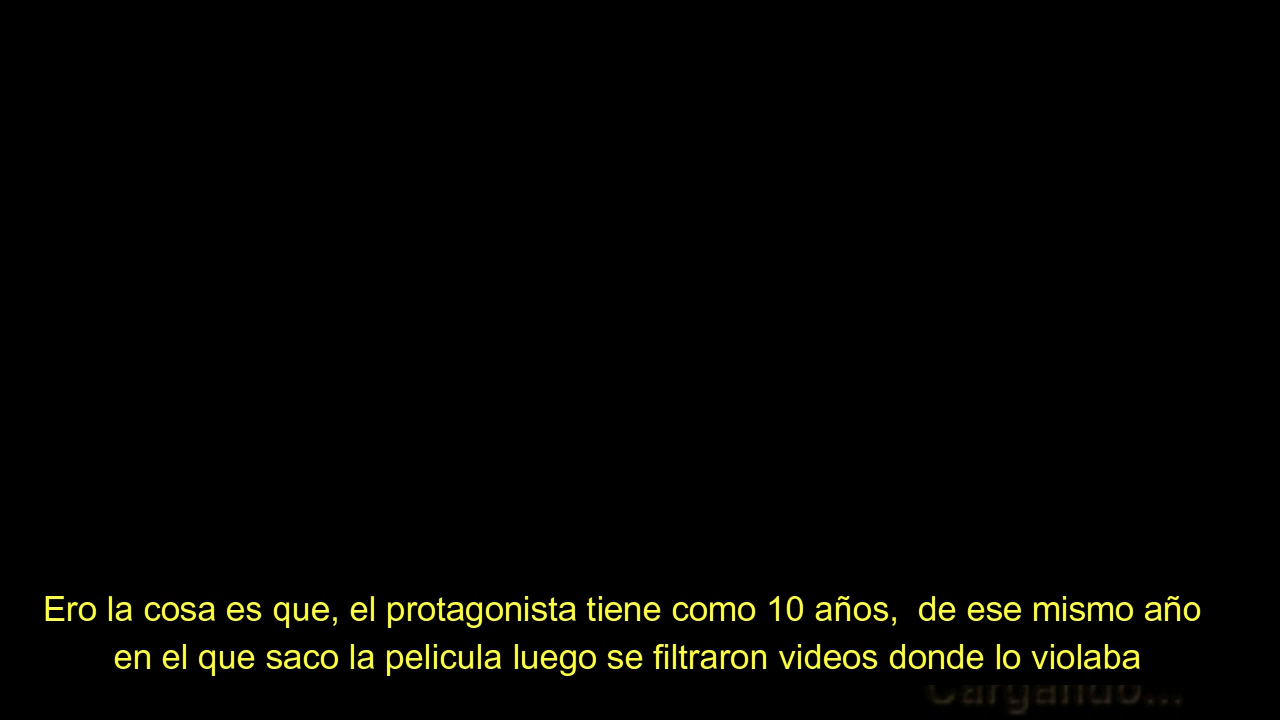 Ero la cosa es que, el protagonista tiene como 10 años,  de ese mismo año
en el que saco la pelicula luego se filtraron videos donde lo violaba
Cargando...